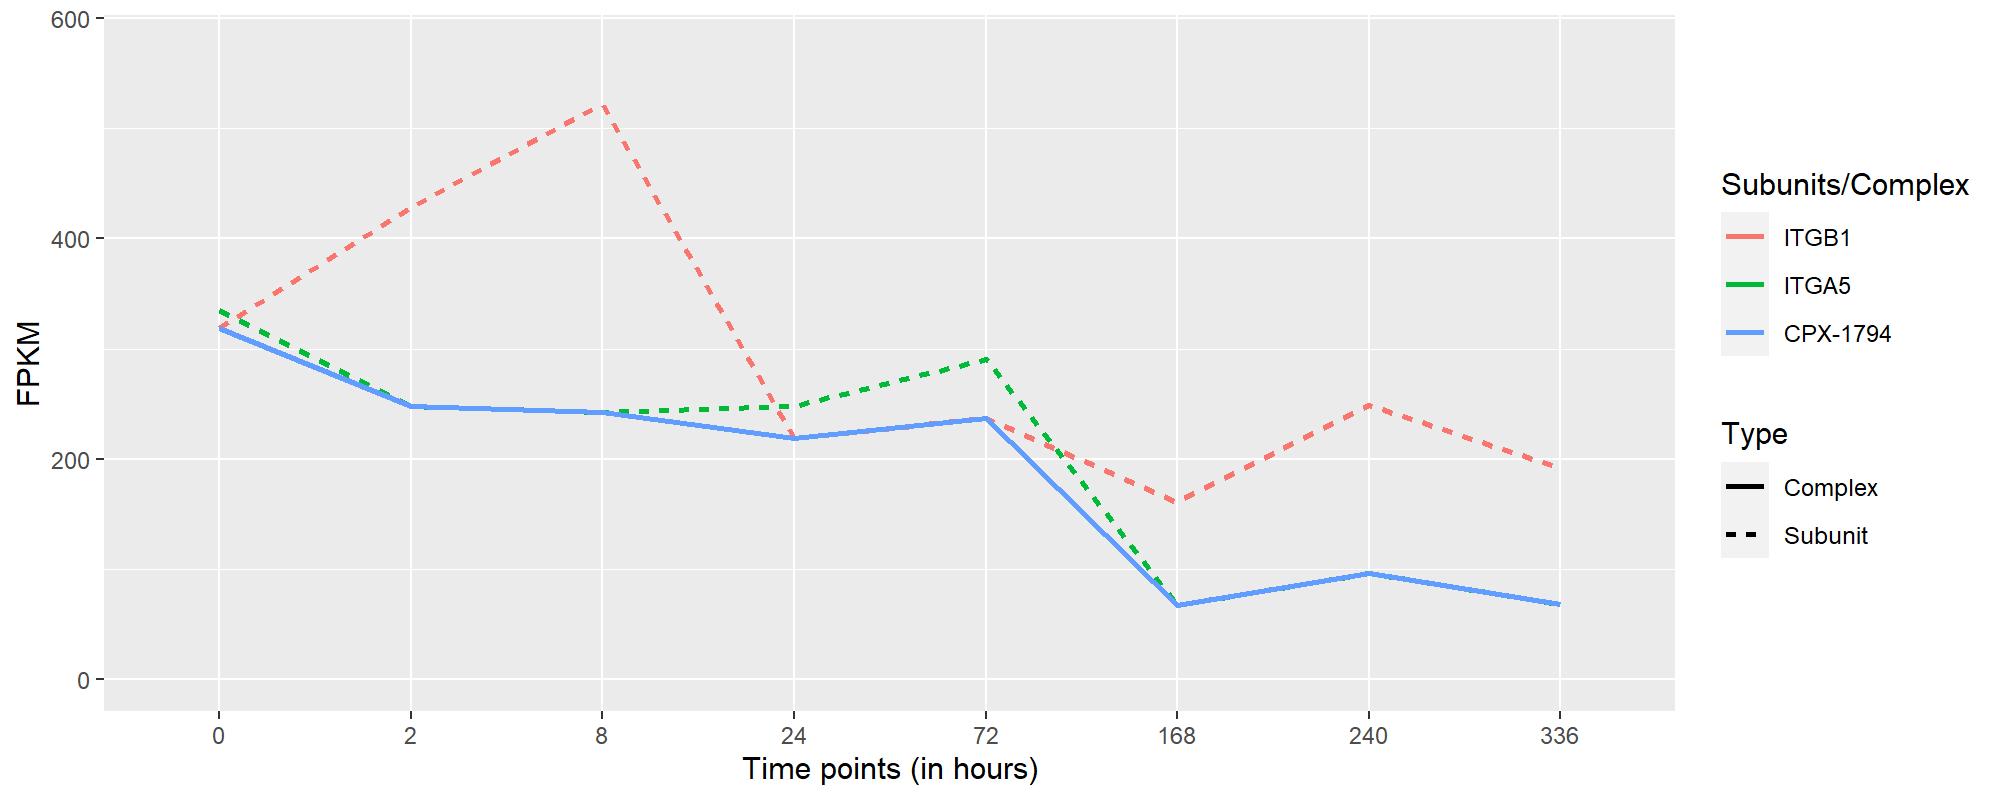 600
400
200
0
FPKM
0 2 8 24 72 168 240 336
Time points (in hours)
Subunits/Complex
ITGB1
ITGA5
CPX-1794
Type
Complex
Subunit